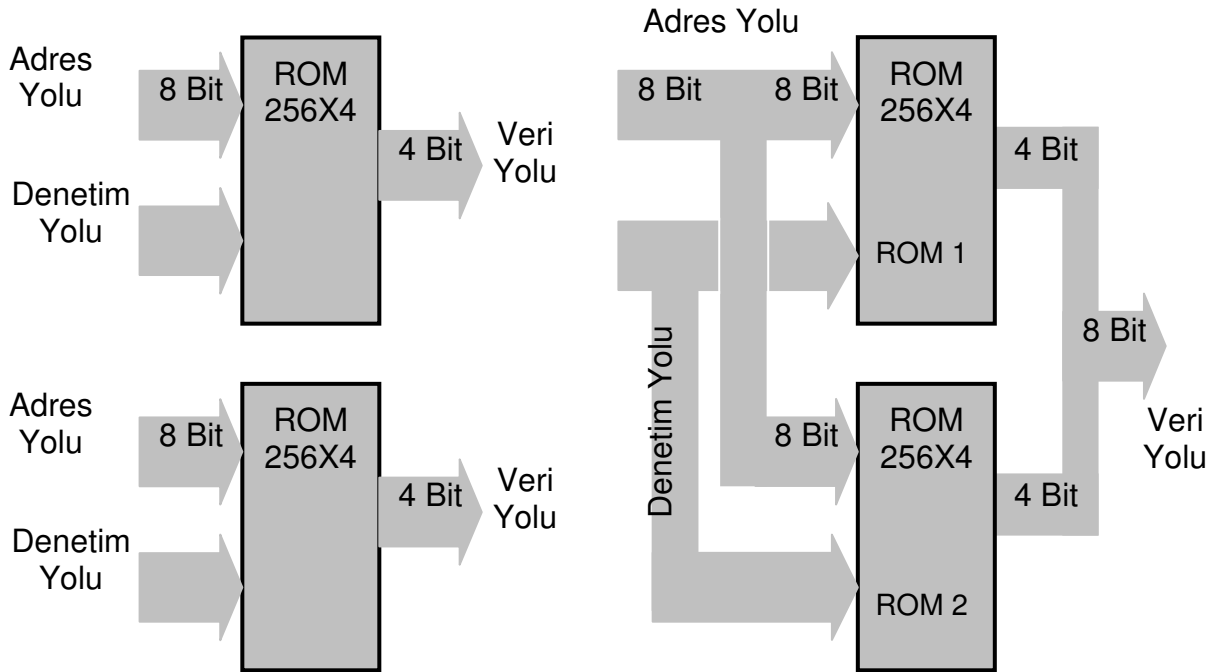 Adres
Yolu
8 Bit
ROM
256X4
4 Bit
Veri
Yolu
Denetim
Yolu
Adres
Yolu
8 Bit
ROM
256X4
4 Bit
Veri
Yolu
Denetim
Yolu
Adres Yolu
8 Bit
8 Bit
ROM
256X4
4 Bit
ROM 1
Denetim Yolu
8 Bit
8 Bit
ROM
256X4
4 Bit
Veri
Yolu
ROM 2